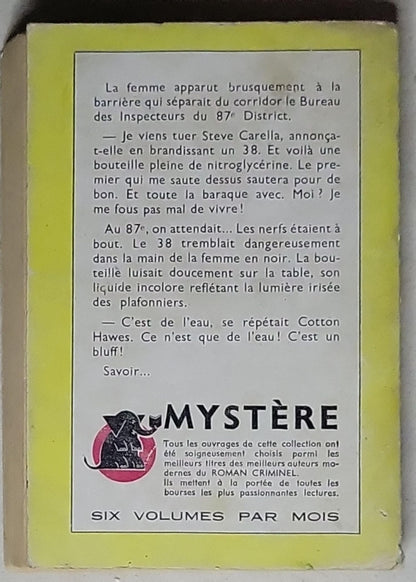 La femme apparut brusquement à la
barrière qui séparait du corridor le Bureau
des Inspecteurs du 87e District.
— Je viens tuer Steve Carella, annonça-
t-elle en brandissant un 38. Et voilà une
bouteille pleine de nitroglycérine. Le pre-
mier qui me saute dessus sautera pour de
bon. Et toute la baraque avec. Moi? Je
me fous pas mal de vivre!
Au 87e, on attendait... Les nerfs étaient à
bout. Le 38 tremblait dangereusement
dans la main de la femme en noir. La bou-
teille luisait doucement sur la table, son
liquide incolore reflétant la lumière irisée
des plafonniers.
— C'est de l'eau, se répétait Cotton
Hawes. Ce n'est que de l'eau! C'est un
bluff!
Savoir...
MYSTÈRE
Tous les ouvrages de cette collection ont
été soigneusement choisis parmi les
meilleurs titres des meilleurs auteurs mo-
dernes du ROMAN CRIMINEL.
Ils mettent à la portée de toutes les
bourses les plus passionnantes lectures.
SIX VOLUMES PAR MOIS